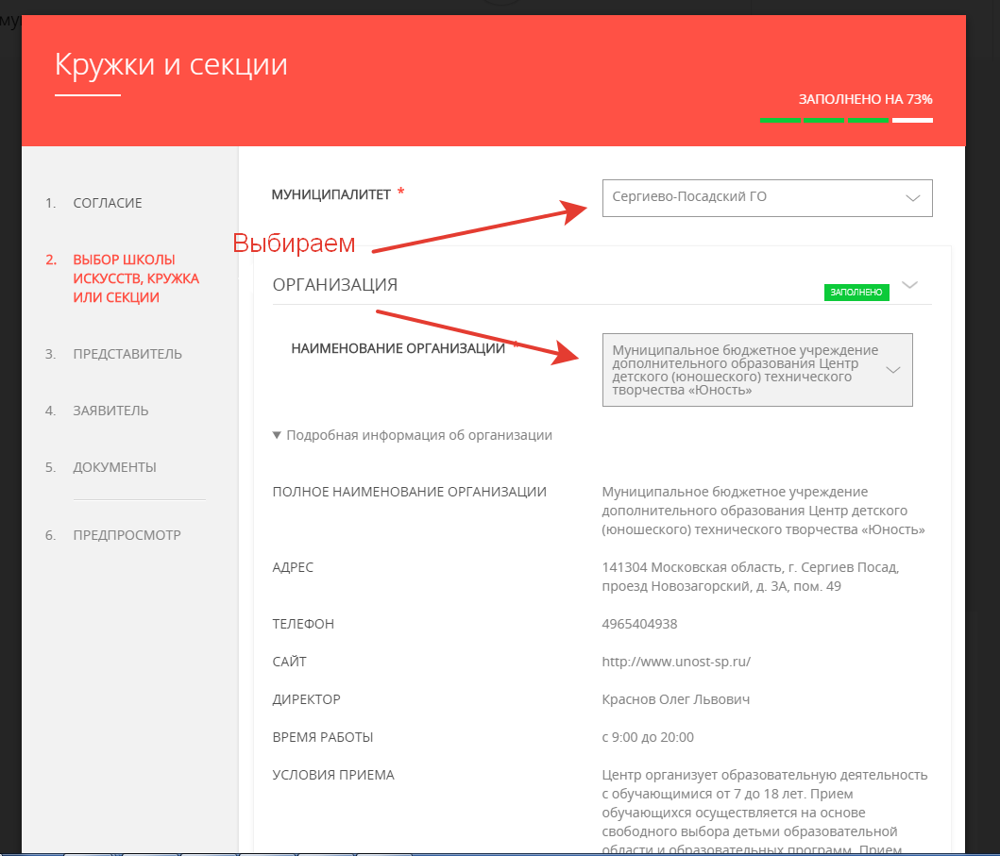 му
Кружки и секции
ЗАПОЛНЕНО НА 73%
1. СОГЛАСИЕ
2. ВЫБОР ШКОЛЫ
ИСКУССТВ, КРУЖКА
ИЛИ СЕКЦИИ
3. ПРЕДСТАВИТЕЛЬ
4. ЗАЯВИТЕЛЬ
5. ДОКУМЕНТЫ
6. ПРЕДПРОСМОТР
МУНИЦИПАЛИТЕТ *
Сергиево-Посадский ГО
Выбираем
ОРГАНИЗАЦИЯ
ЗАПОЛНЕНО
НАИМЕНОВАНИЕ ОРГАНИЗАЦИИ *
Муниципальное бюджетное учреждение
дополнительного образования Центр
детского (юношеского) технического
творчества «Юность»
▼ Подробная информация об организации
ПОЛНОЕ НАИМЕНОВАНИЕ ОРГАНИЗАЦИИ
Муниципальное бюджетное учреждение
дополнительного образования Центр детского
(юношеского) технического творчества «Юность»
АДРЕС
141304 Московская область, г. Сергиев Посад,
проезд Новозагорский, д. 3А, пом. 49
ТЕЛЕФОН
4965404938
САЙТ
http://www.unost-sp.ru/
ДИРЕКТОР
Краснов Олег Львович
ВРЕМЯ РАБОТЫ
с 9:00 до 20:00
УСЛОВИЯ ПРИЕМА
Центр организует образовательную деятельность
с обучающимися от 7 до 18 лет. Прием
обучающихся осуществляется на основе
свободного выбора детьми образовательной
области и образовательных программ. Прием